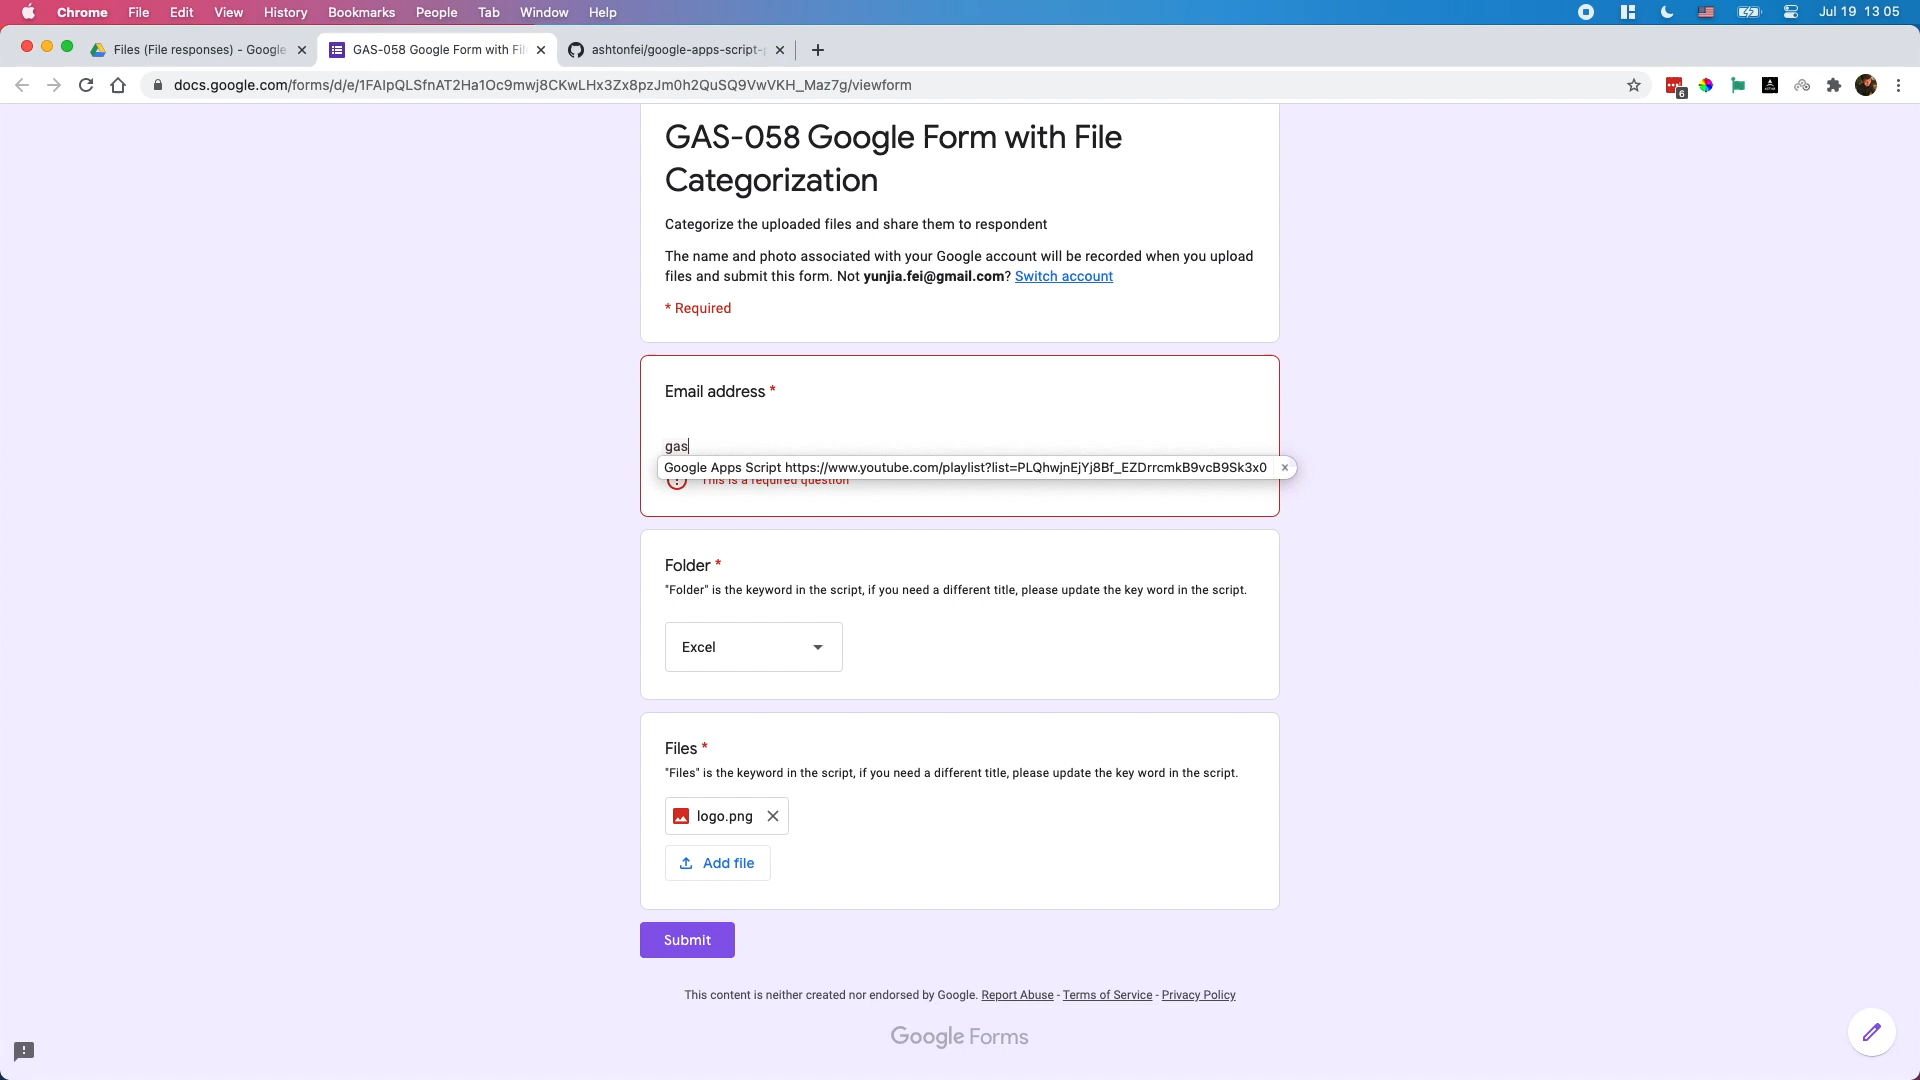 Chrome File Edit View History Bookmarks People Tab Window Help Jul 19 13 05
Files (File responses) - Google GAS-058 Google Form with Fil ashtonfei/google-apps-script-
docs.google.com/forms/d/e/1FAIpQLSfnAT2Ha1Oc9mwj8CKwLHx3Zx8pzJm0h2QuSQ9VwVKH_Maz7g/viewform 6
GAS-058 Google Form with File
Categorization
Categorize the uploaded files and share them to respondent
The name and photo associated with your Google account will be recorded when you upload
files and submit this form. Not yunjia.fei@gmail.com? Switch account
* Required
Email address *
gas
Google Apps Script https://www.youtube.com/playlist?list=PLQhwjnEjYj8Bf_EZDrrcmkB9vcB9Sk3x0
This is a required question
Folder *
"Folder" is the keyword in the script, if you need a different title, please update the key word in the script.
Excel
Files *
"Files" is the keyword in the script, if you need a different title, please update the key word in the script.
logo.png
Add file
Submit
This content is neither created nor endorsed by Google. Report Abuse - Terms of Service - Privacy Policy
Google Forms